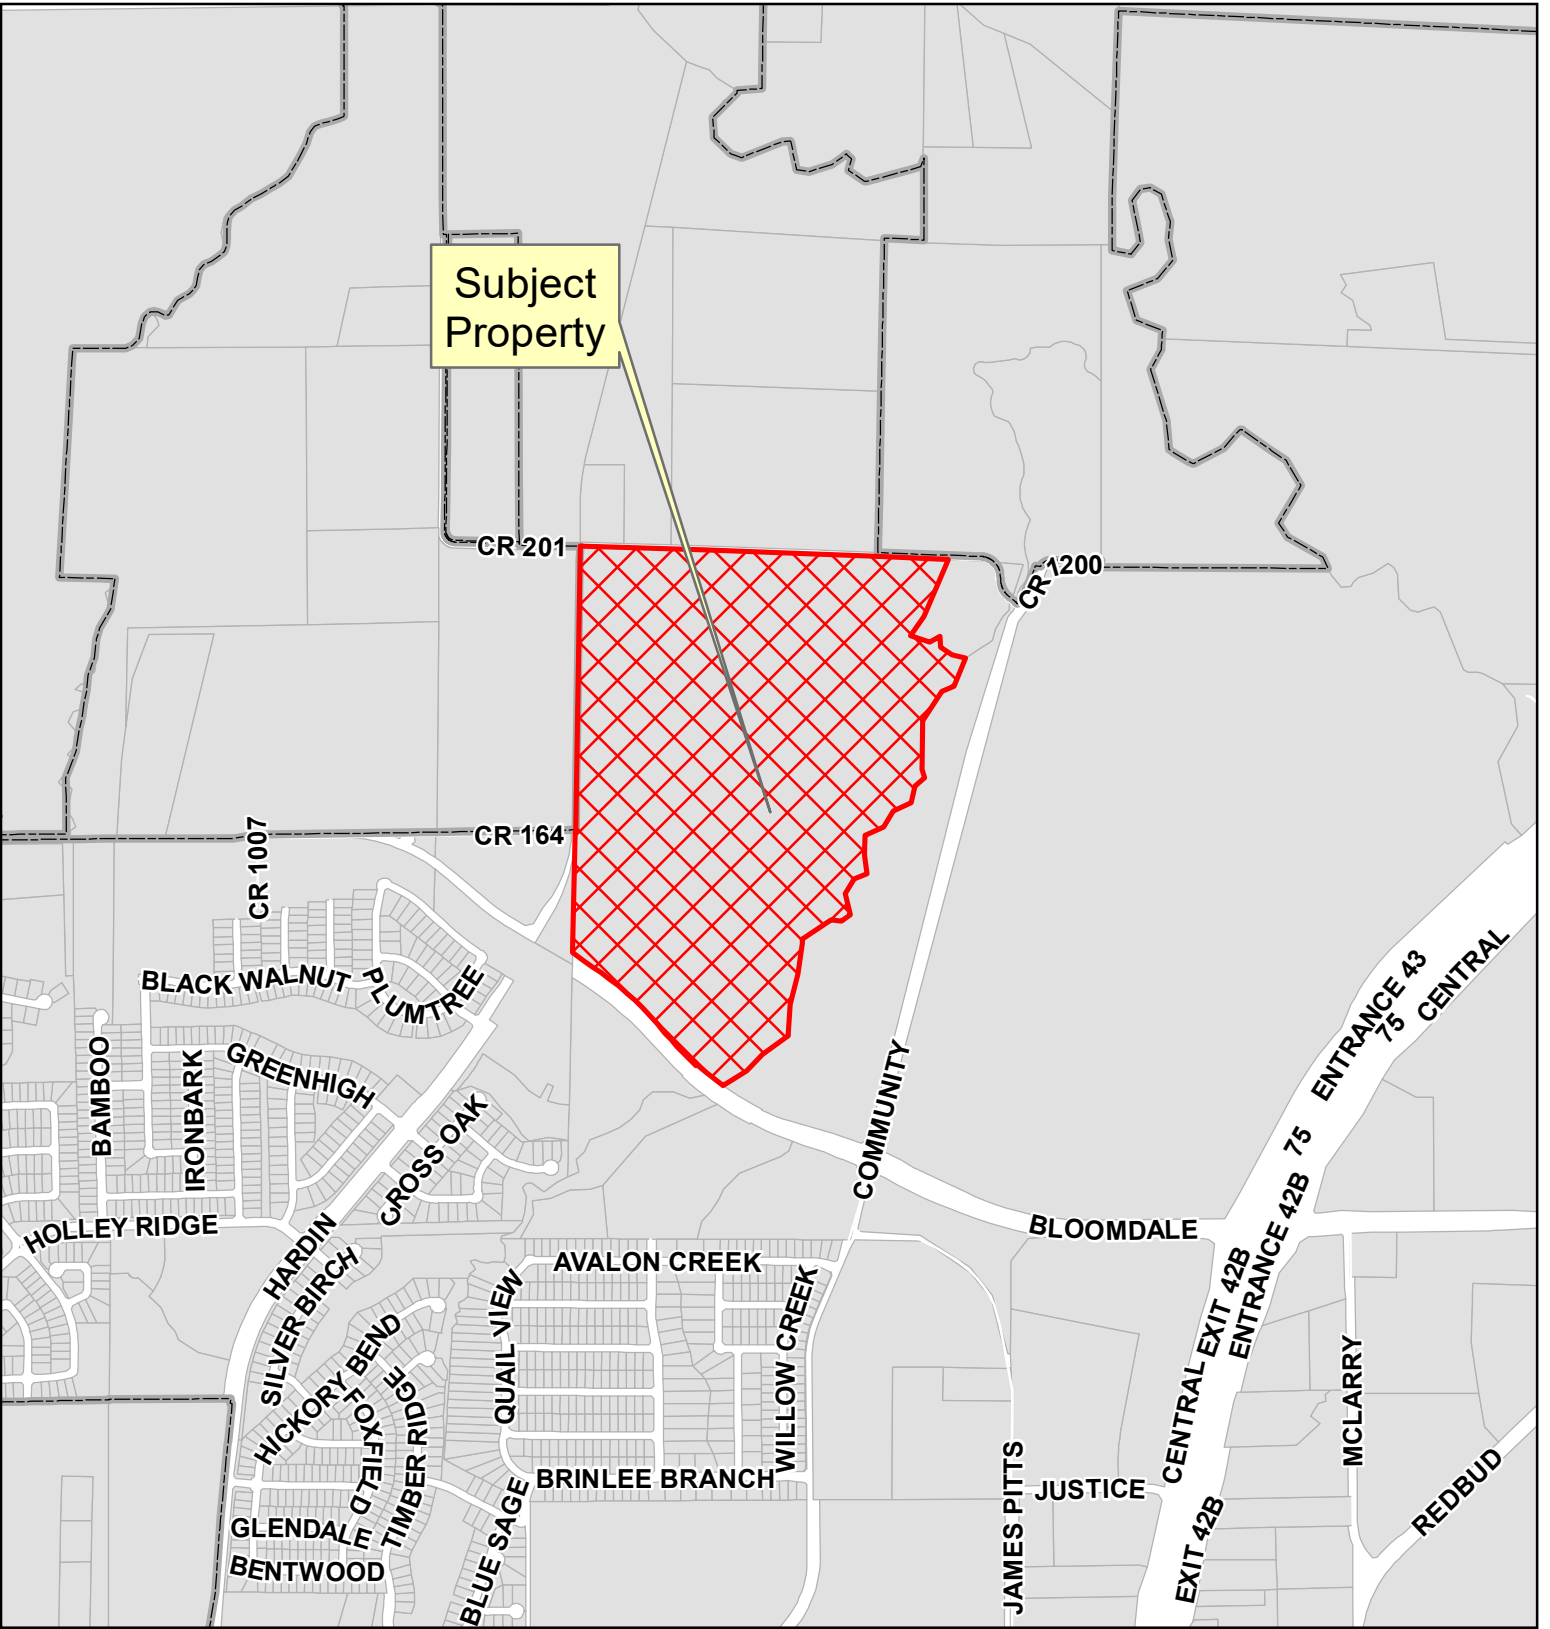 Subject
Property
CR 201
CR 1200
CR 164
CR 1007
BLACK WALNUT
PLUMTREE
ENTRANCE 43
75
CENTRAL
BAMBOO
IRONBARK
GREENHIGH
CROSS OAK
COMMUNITY
75
HOLLEY RIDGE
HARDIN
BLOOMDALE
ENTRANCE 42B
SILVER BIRCH
AVALON CREEK
QUAIL VIEW
WILLOW CREEK
EXIT 42B
CENTRAL
HICKORY BEND
FOXFIELD
TIMBER RIDGE
MCLARRY
BRINLEE BRANCH
JUSTICE
REDBUD
GLENDALE
BENTWOOD
BLUE SAGE
JAMES PITTS
EXIT 42B